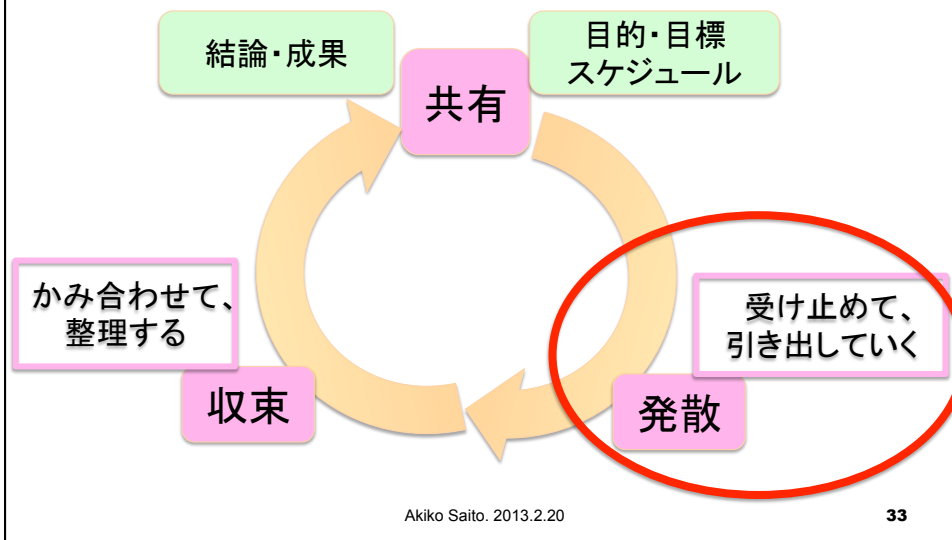 結論・成果
目的・目標
スケジュール
共有
かみ合わせて、
整理する
受け止めて、
引き出していく
収束
発散
Akiko Saito. 2013.2.20
33